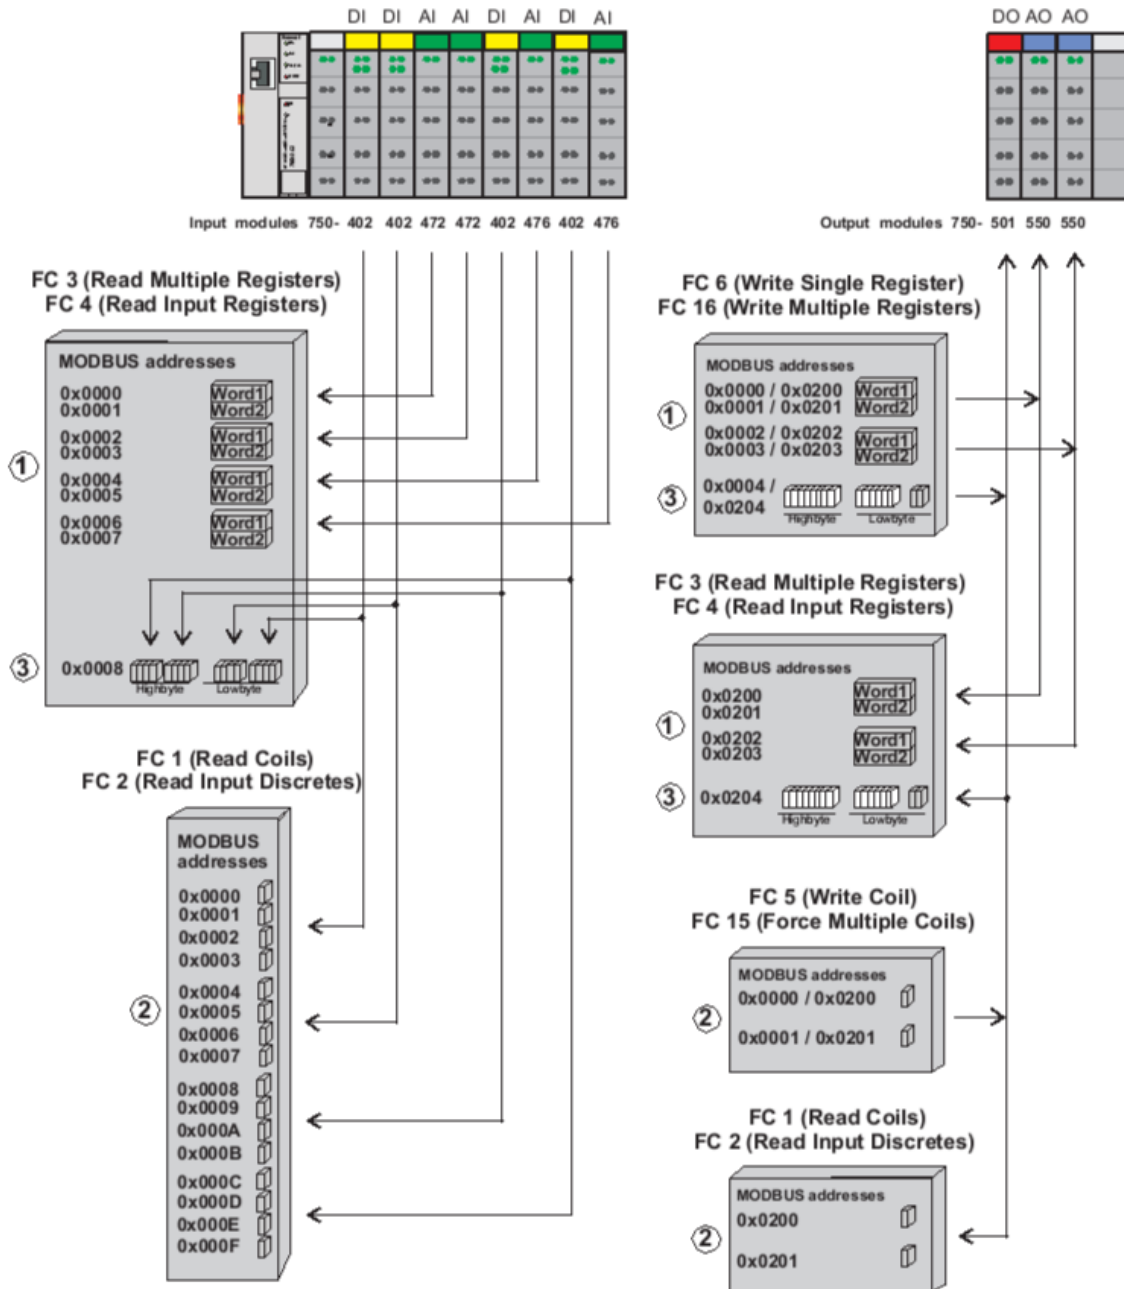 DI DI AI AI DI AI DI AI
DO AO AO
Input modules 750- 402 402 472 472 402 476 402 476
Output modules 750- 501 550 550
FC 3 (Read Multiple Registers)
FC 4 (Read Input Registers)
MODBUS addresses
0x0000 Word1
0x0001 Word2
0x0002 Word1
0x0003 Word2
1
0x0004 Word1
0x0005 Word2
0x0006 Word1
0x0007 Word2
3 0x0008
Highbyte Lowbyte
FC 1 (Read Coils)
FC 2 (Read Input Discretes)
MODBUS
addresses
0x0000
0x0001
0x0002
0x0003
0x0004
2 0x0005
0x0006
0x0007
0x0008
0x0009
0x000A
0x000B
0x000C
0x000D
0x000E
0x000F
FC 6 (Write Single Register)
FC 16 (Write Multiple Registers)
MODBUS addresses
0x0000 / 0x0200 Word1
0x0001 / 0x0201 Word2
1
0x0002 / 0x0202 Word1
0x0003 / 0x0203 Word2
3 0x0004 /
0x0204
Highbyte Lowbyte
FC 3 (Read Multiple Registers)
FC 4 (Read Input Registers)
MODBUS addresses
0x0200 Word1
0x0201 Word2
1
0x0202 Word1
0x0203 Word2
3 0x0204
Highbyte Lowbyte
FC 5 (Write Coil)
FC 15 (Force Multiple Coils)
MODBUS addresses
0x0000 / 0x0200
2
0x0001 / 0x0201
FC 1 (Read Coils)
FC 2 (Read Input Discretes)
MODBUS addresses
0x0200
2
0x0201